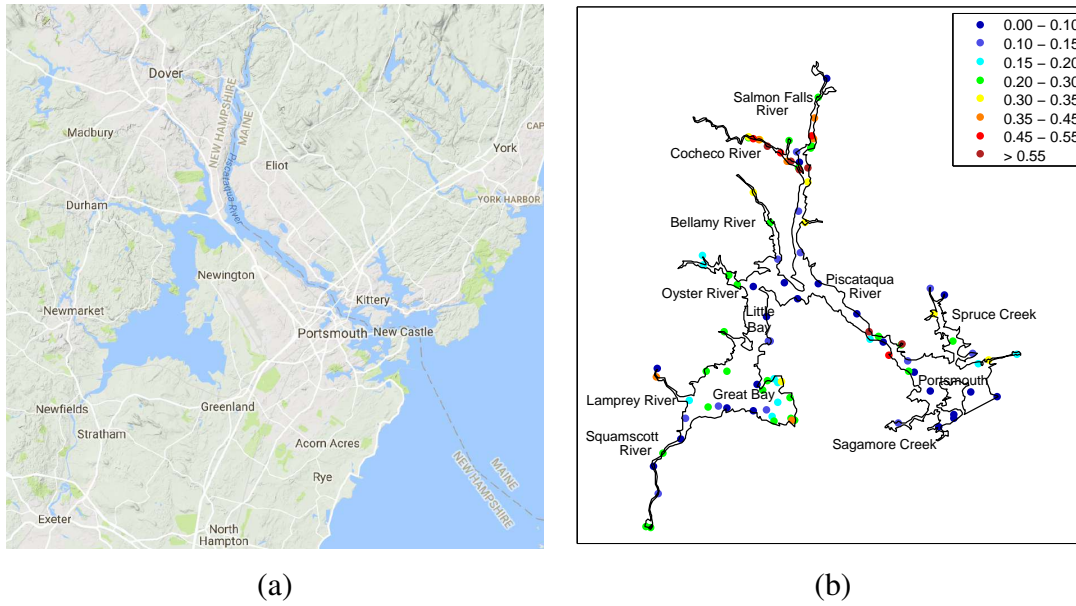 Dover
NEW HAMPSHIRE
MAINE
Madbury
Eliot
York
Piscataqua River
YORK HARBOR
Durham
Newington
Kittery
Newmarket
Portsmouth
New Castle
Greenland
Newfields
Stratham
Acorn Acres
Rye
MAINE
NEW HAMPSHIRE
Exeter
North
Hampton
CAP
(a)
0.00 – 0.10
0.10 – 0.15
0.15 – 0.20
0.20 – 0.30
0.30 – 0.35
0.35 – 0.45
0.45 – 0.55
> 0.55
Salmon Falls
River
Cocheco River
Bellamy River
Oyster River
Piscataqua
River
Little
Bay
Spruce Creek
Portsmouth
Great Bay
Lamprey River
Squamscott
River
Sagamore Creek
(b)